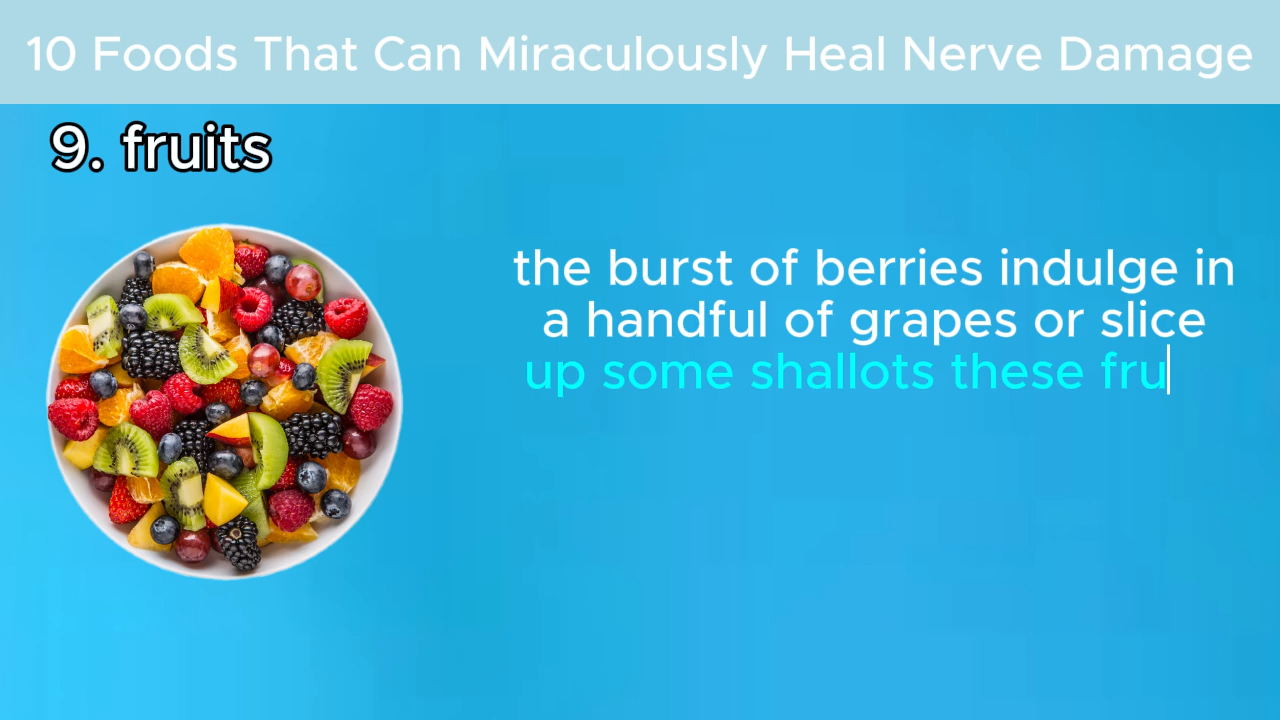 10 Foods That Can Miraculously Heal Nerve Damage
9. fruits
the burst of berries indulge in
a handful of grapes or slice
up some shallots these fru